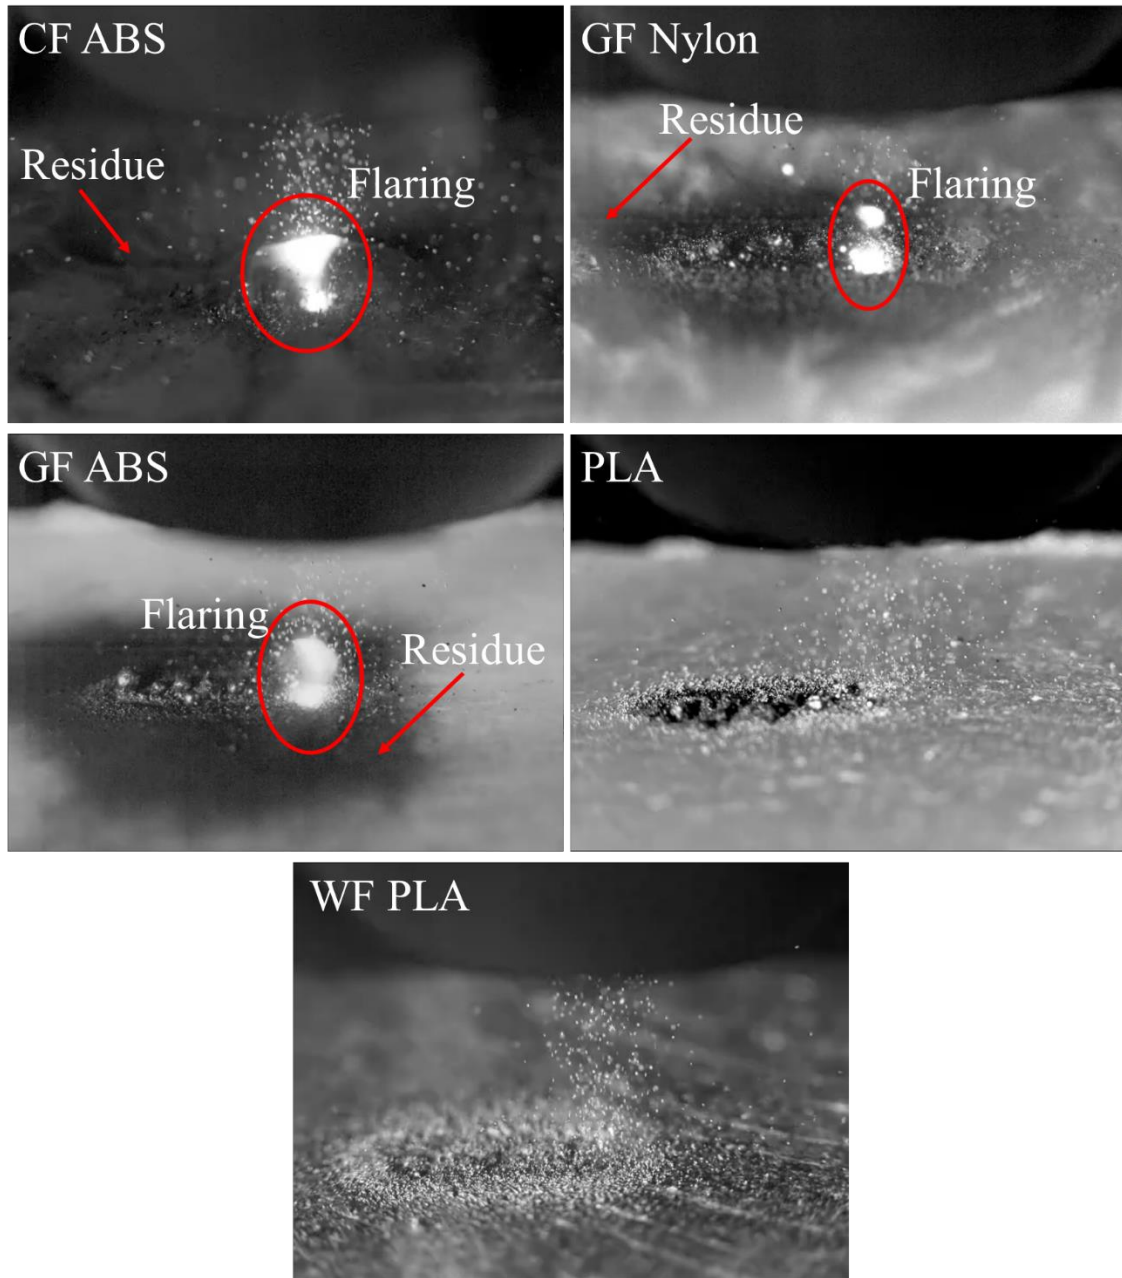 CF ABS
Residue
Flaring
GF Nylon
Residue
Flaring
GF ABS
Flaring
Residue
PLA
WF PLA